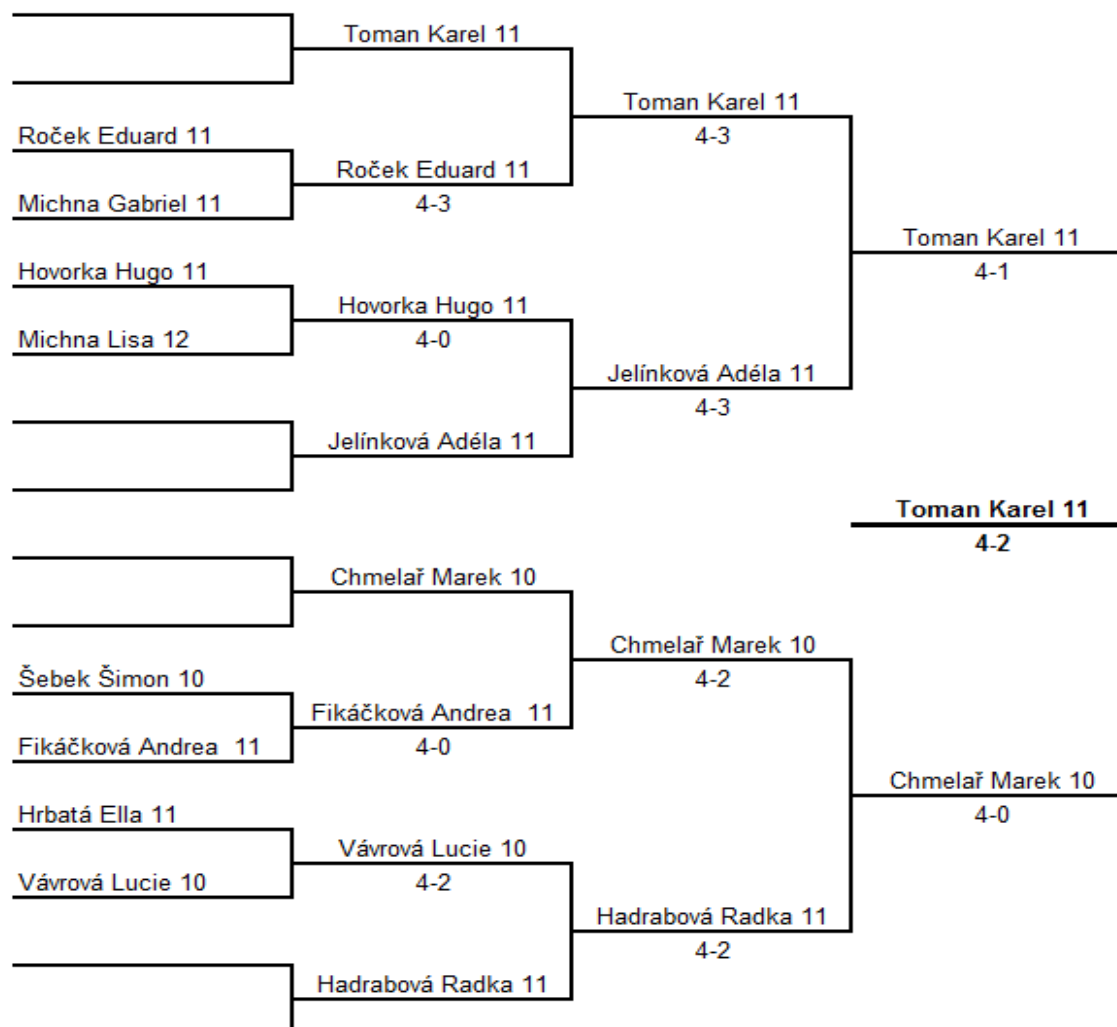 Toman Karel 11
Toman Karel 11
4-3
Roček Eduard 11
Roček Eduard 11
4-3
Michna Gabriel 11
Toman Karel 11
4-1
Hovorka Hugo 11
Hovorka Hugo 11
4-0
Michna Lisa 12
Jelínková Adéla 11
4-3
Jelínková Adéla 11
Toman Karel 11
4-2
Chmelař Marek 10
Chmelař Marek 10
4-2
Šebek Šimon 10
Fikáčková Andrea 11
4-0
Fikáčková Andrea 11
Chmelař Marek 10
4-0
Hrbatá Ella 11
Vávrová Lucie 10
4-2
Vávrová Lucie 10
Hadrabová Radka 11
4-2
Hadrabová Radka 11